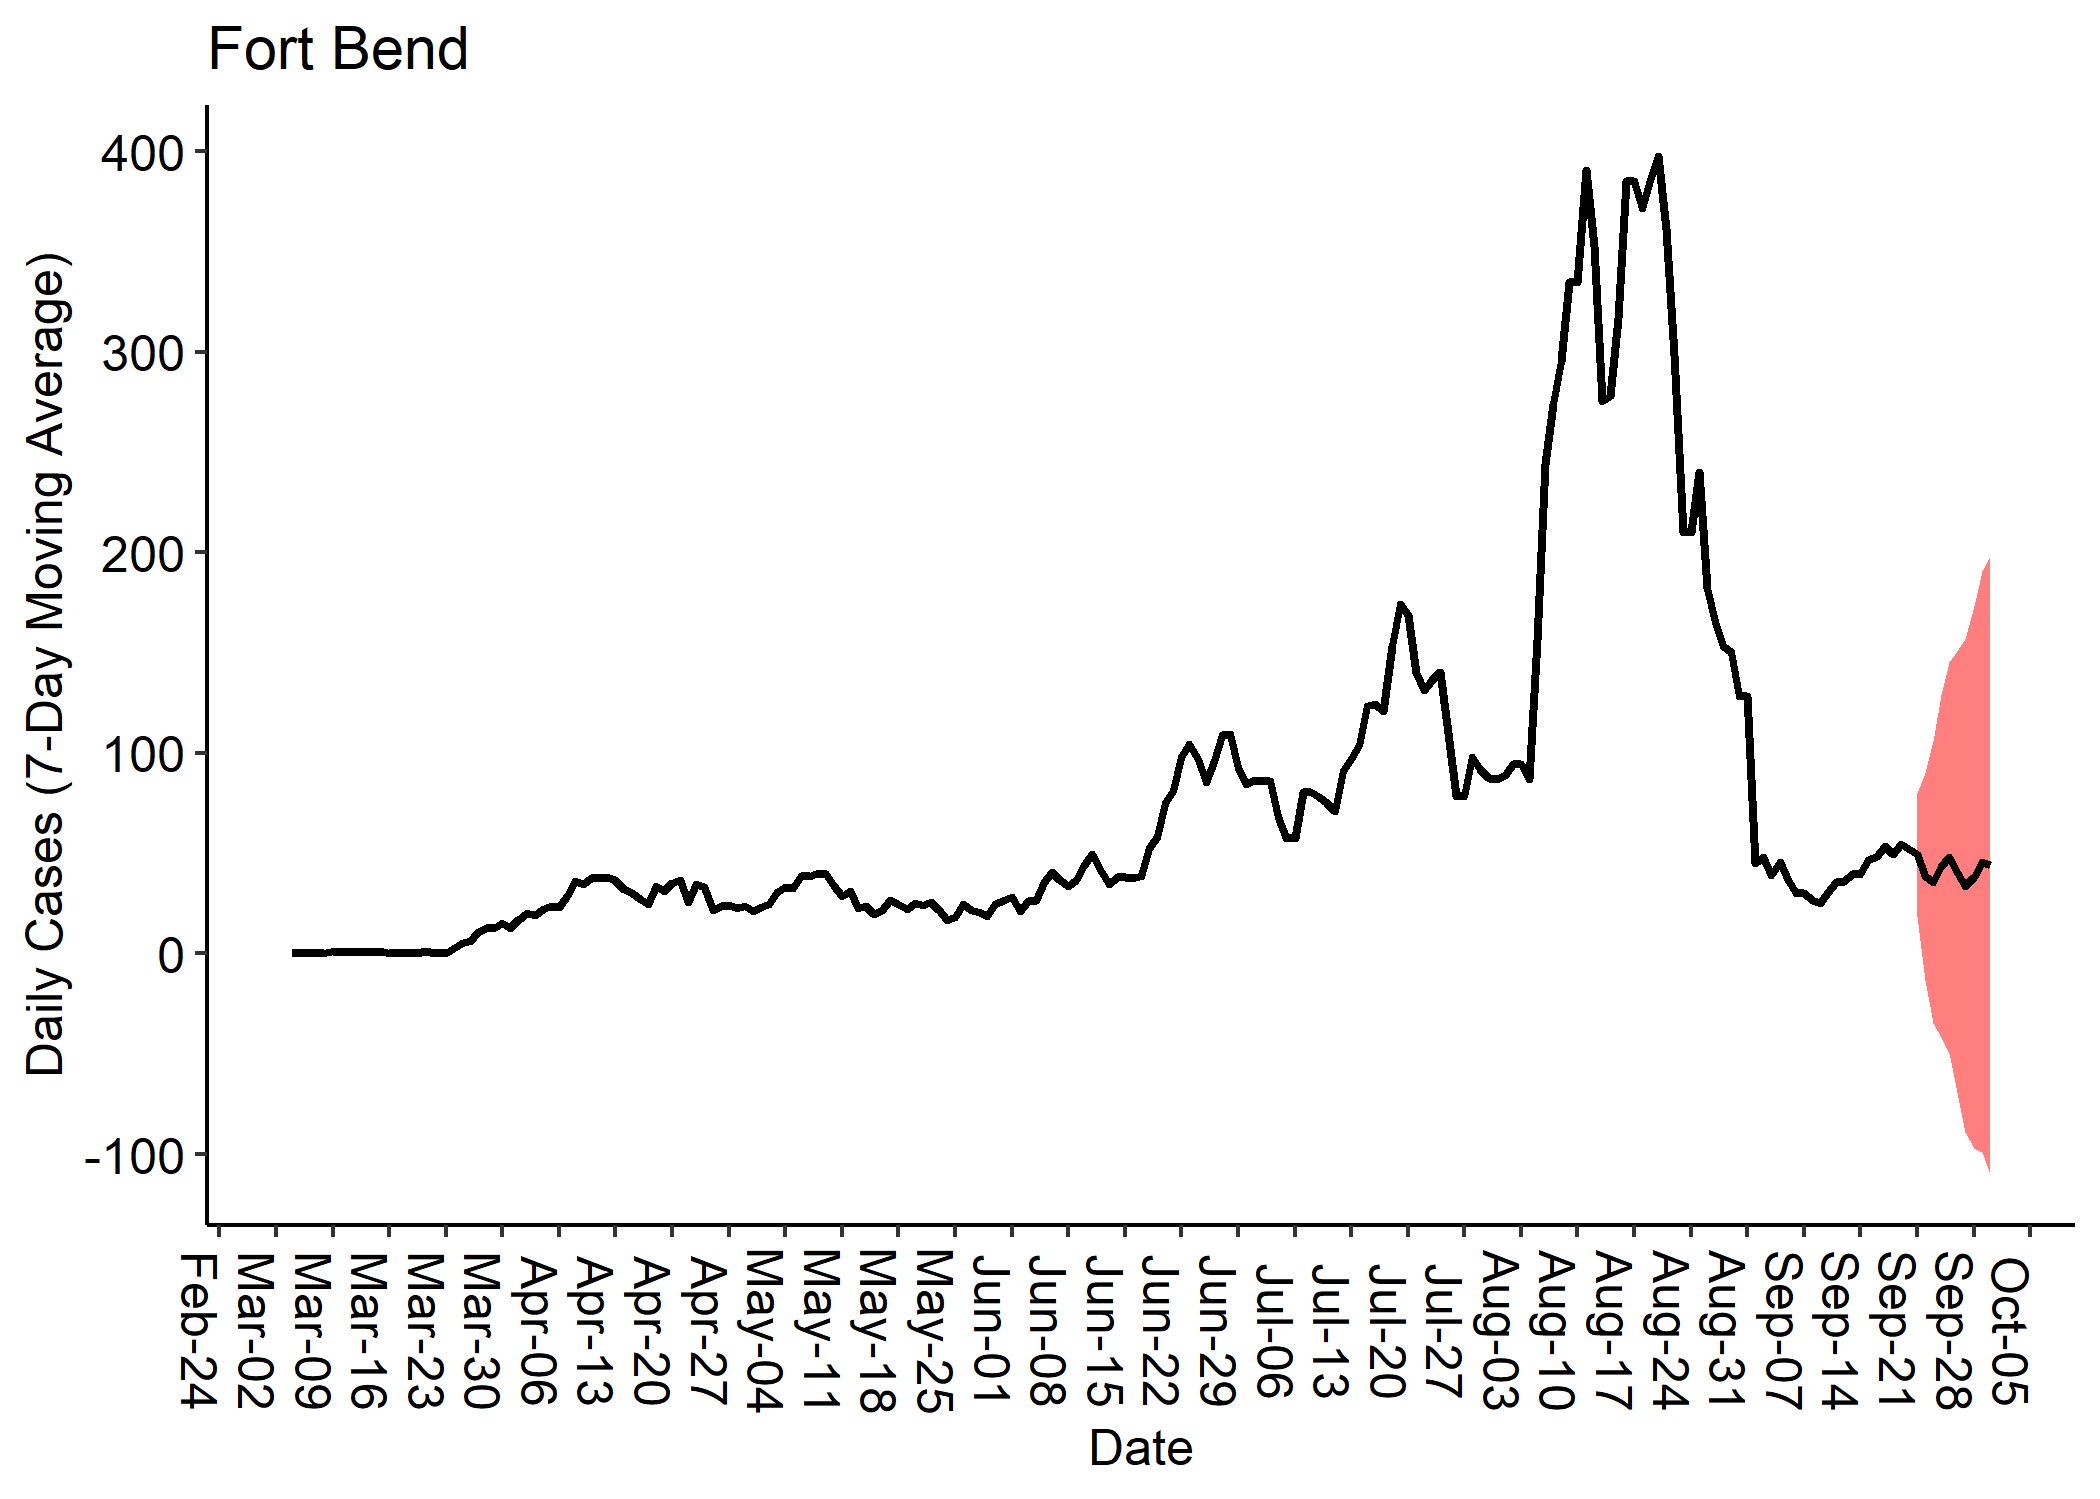 Fort Bend
Daily Cases (7-Day Moving Average)
400
300
200
100
0
-100
Feb-24
Mar-02
Mar-09
Mar-16
Mar-23
Mar-30
Apr-06
Apr-13
Apr-20
Apr-27
May-04
May-11
May-18
May-25
Jun-01
Jun-08
Jun-15
Jun-22
Jun-29
Jul-06
Jul-13
Jul-20
Jul-27
Aug-03
Aug-10
Aug-17
Aug-24
Aug-31
Sep-07
Sep-14
Sep-21
Sep-28
Oct-05
Date